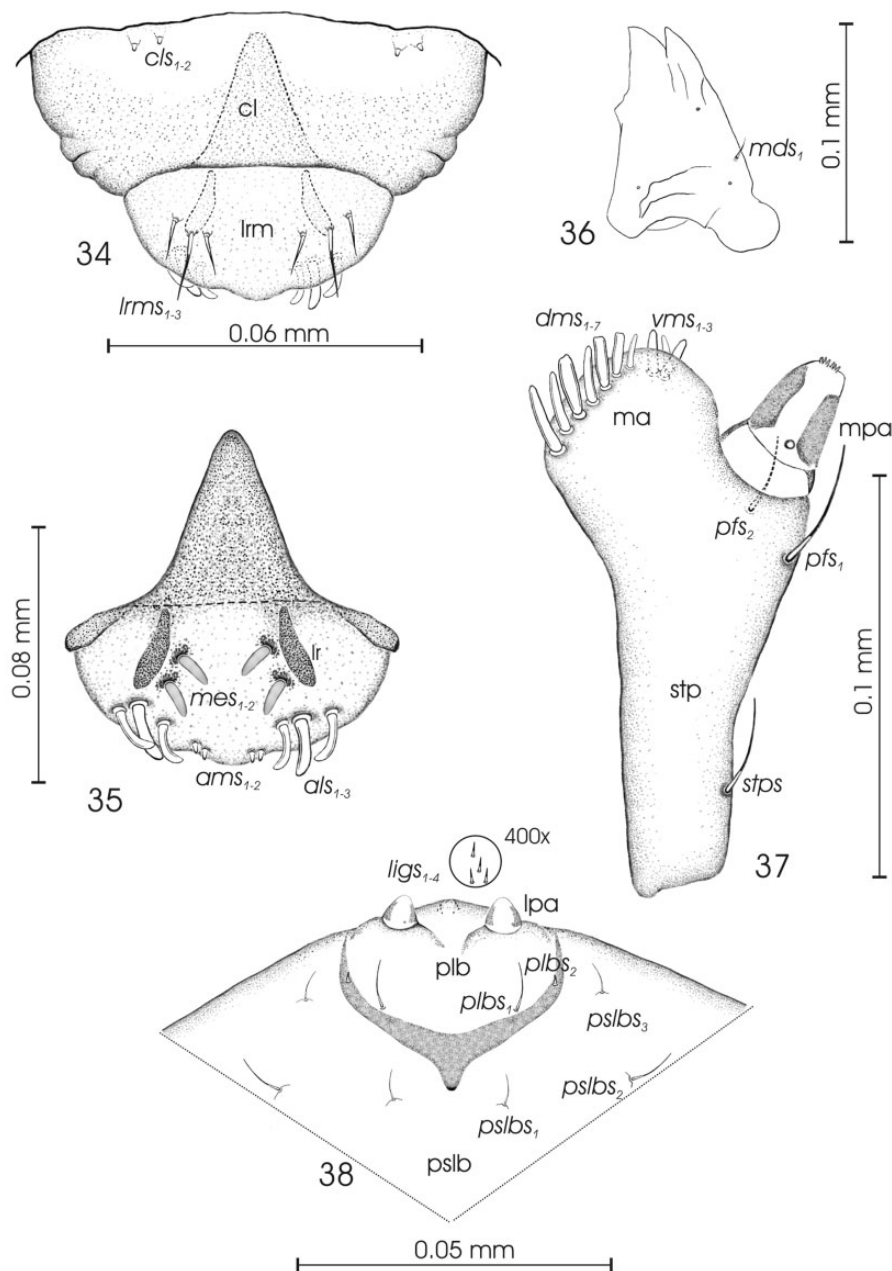 cls₁₋₂
cl
lrm
34
lrms₁₋₃
0.06 mm
mds₁
0.1 mm
36
dms₁₋₇
vms₁₋₃
ma
mpa
pfs₂
pfs₁
stp
stps
0.1 mm
37
0.08 mm
lr
mes₁₋₂
ams₁₋₂
als₁₋₃
35
400x
ligs₁₋₄
lpa
plb
plbs₂
plbs₁
pslbs₃
pslbs₂
pslbs₁
pslb
38
0.05 mm